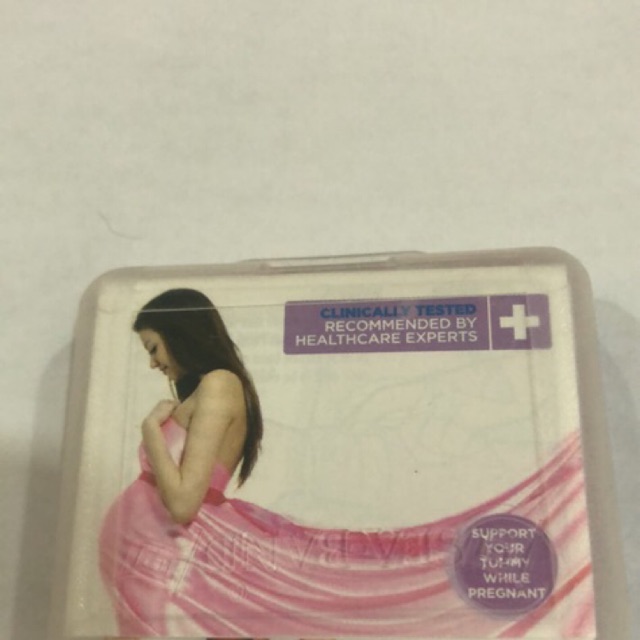 CLINICALLY TESTED
RECOMMENDED BY
HEALTHCARE EXPERTS
SUPPORT
YOUR
TUMMY
WHILE
PREGNANT